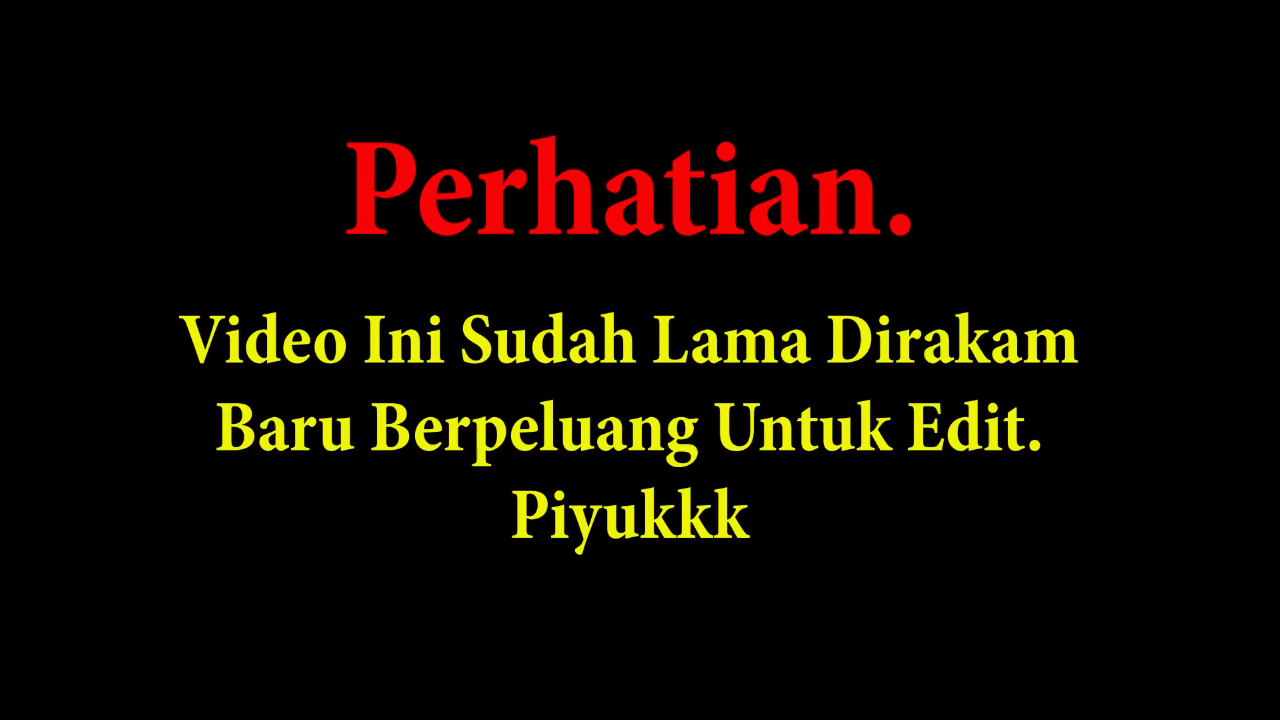 Perhatian.
Video Ini Sudah Lama Dirakam
Baru Berpeluang Untuk Edit.
Piyukkk